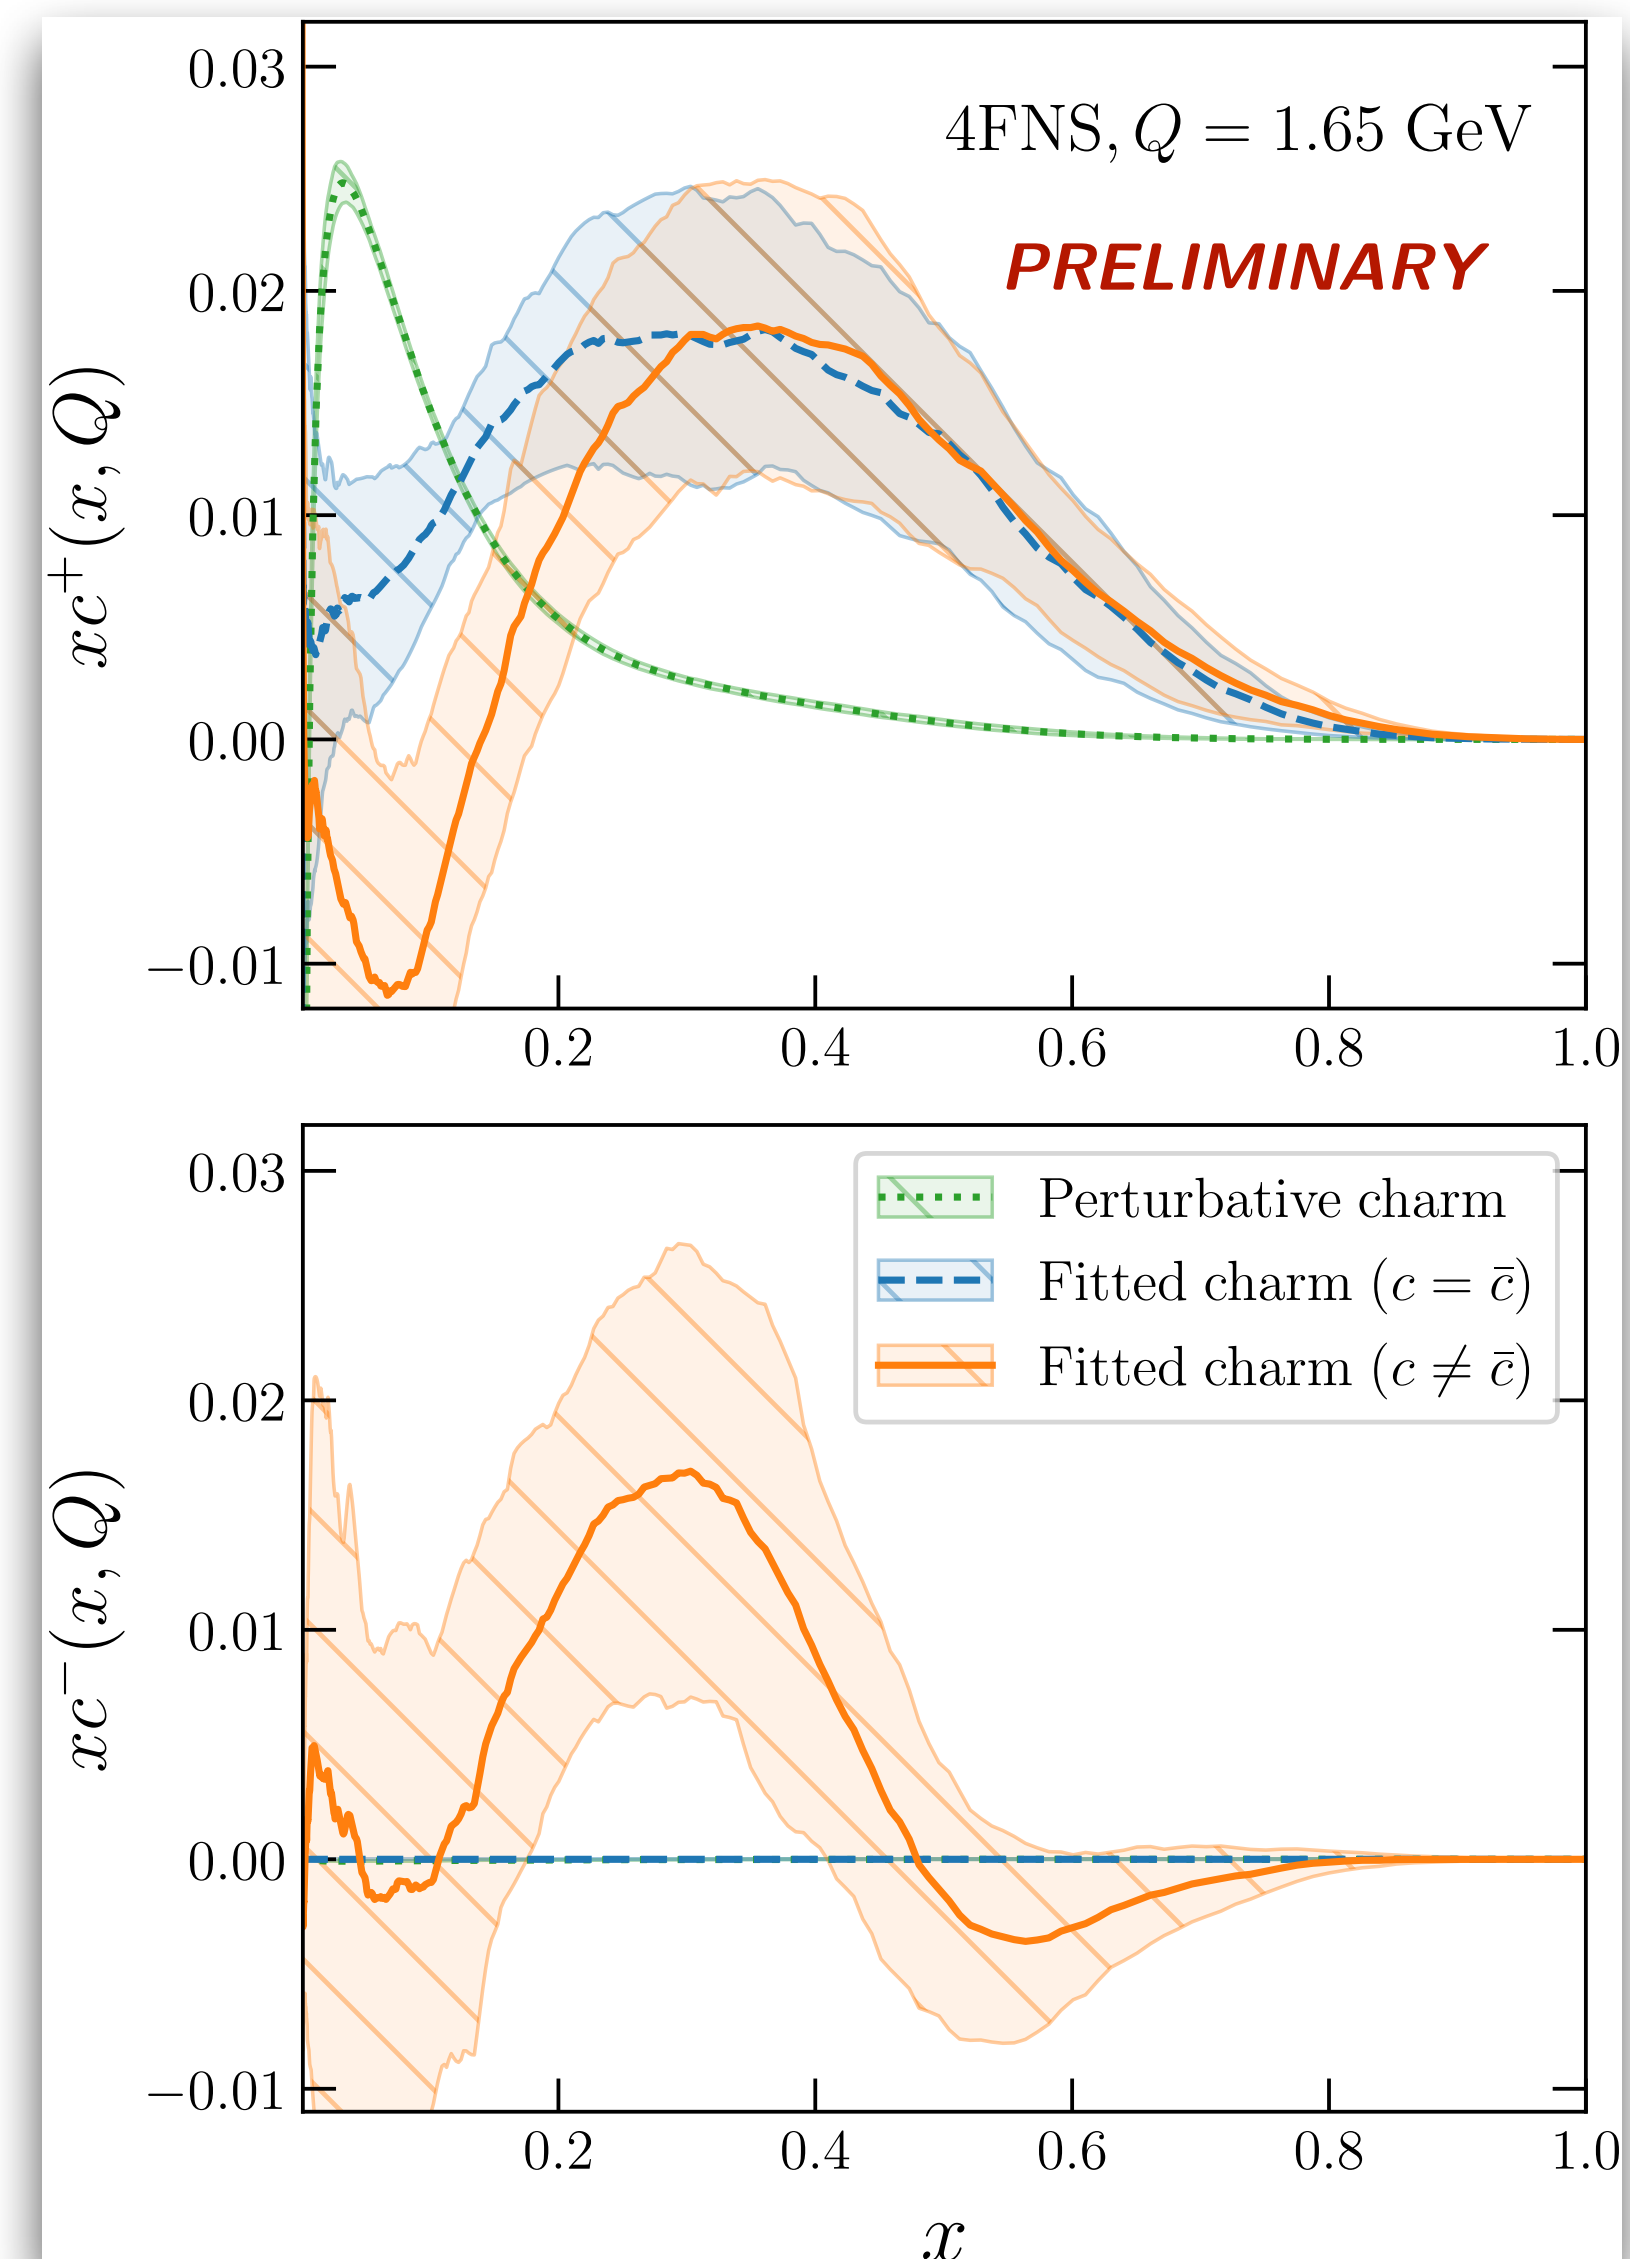 0.03
4FNS, Q = 1.65 GeV
PRELIMINARY
0.02
xc⁺(x, Q)
0.01
0.00
−0.01
0.2 0.4 0.6 0.8 1.0
0.03
Perturbative charm
Fitted charm (c = c̄)
Fitted charm (c ≠ c̄)
0.02
xc⁻(x, Q)
0.01
0.00
−0.01
0.2 0.4 0.6 0.8 1.0
x